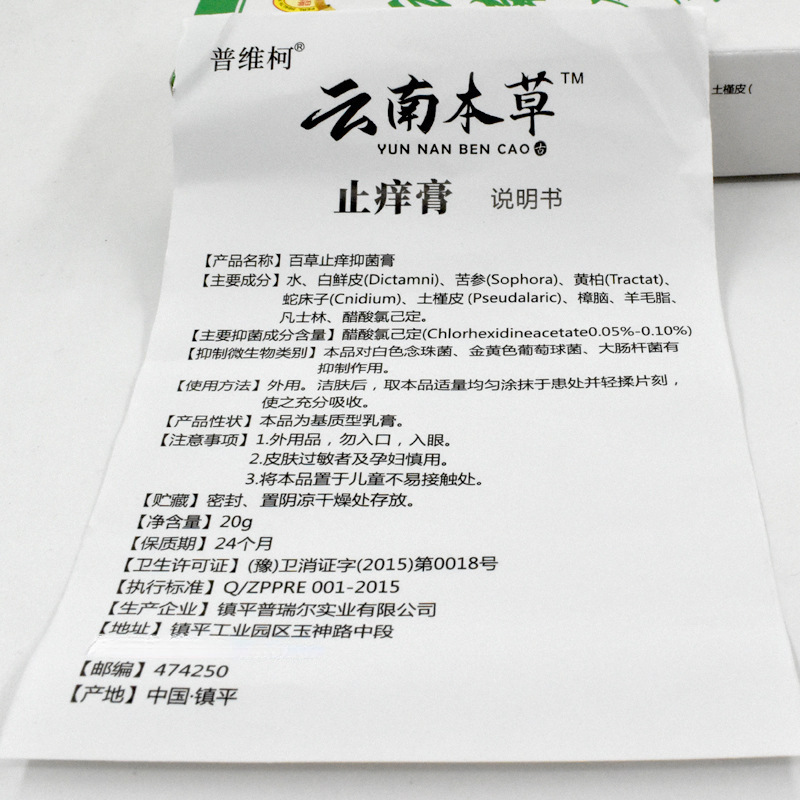 普维柯®
云南本草™
YUN NAN BEN CAO 古
止痒膏 说明书
土槿皮(
【产品名称】百草止痒抑菌膏
【主要成分】水、白鲜皮(Dictamni)、苦参(Sophora)、黄柏(Tractat)、
蛇床子(Cnidium)、土槿皮(Pseudalaric)、樟脑、羊毛脂、
凡士林、醋酸氯己定。
【主要抑菌成分含量】醋酸氯己定(Chlorhexidineacetate0.05%-0.10%)
【抑制微生物类别】本品对白色念珠菌、金黄色葡萄球菌、大肠杆菌有
抑制作用。
【使用方法】外用。洁肤后，取本品适量均匀涂抹于患处并轻揉片刻，
使之充分吸收。
【产品性状】本品为基质型乳膏。
【注意事项】1.外用品，勿入口，入眼。
2.皮肤过敏者及孕妇慎用。
3.将本品置于儿童不易接触处。
【贮藏】密封、置阴凉干燥处存放。
【净含量】20g
【保质期】24个月
【卫生许可证】(豫)卫消证字(2015)第0018号
【执行标准】Q/ZPPRE 001-2015
【生产企业】镇平普瑞尔实业有限公司
【地址】镇平工业园区玉神路中段
【邮编】474250
【产地】中国·镇平